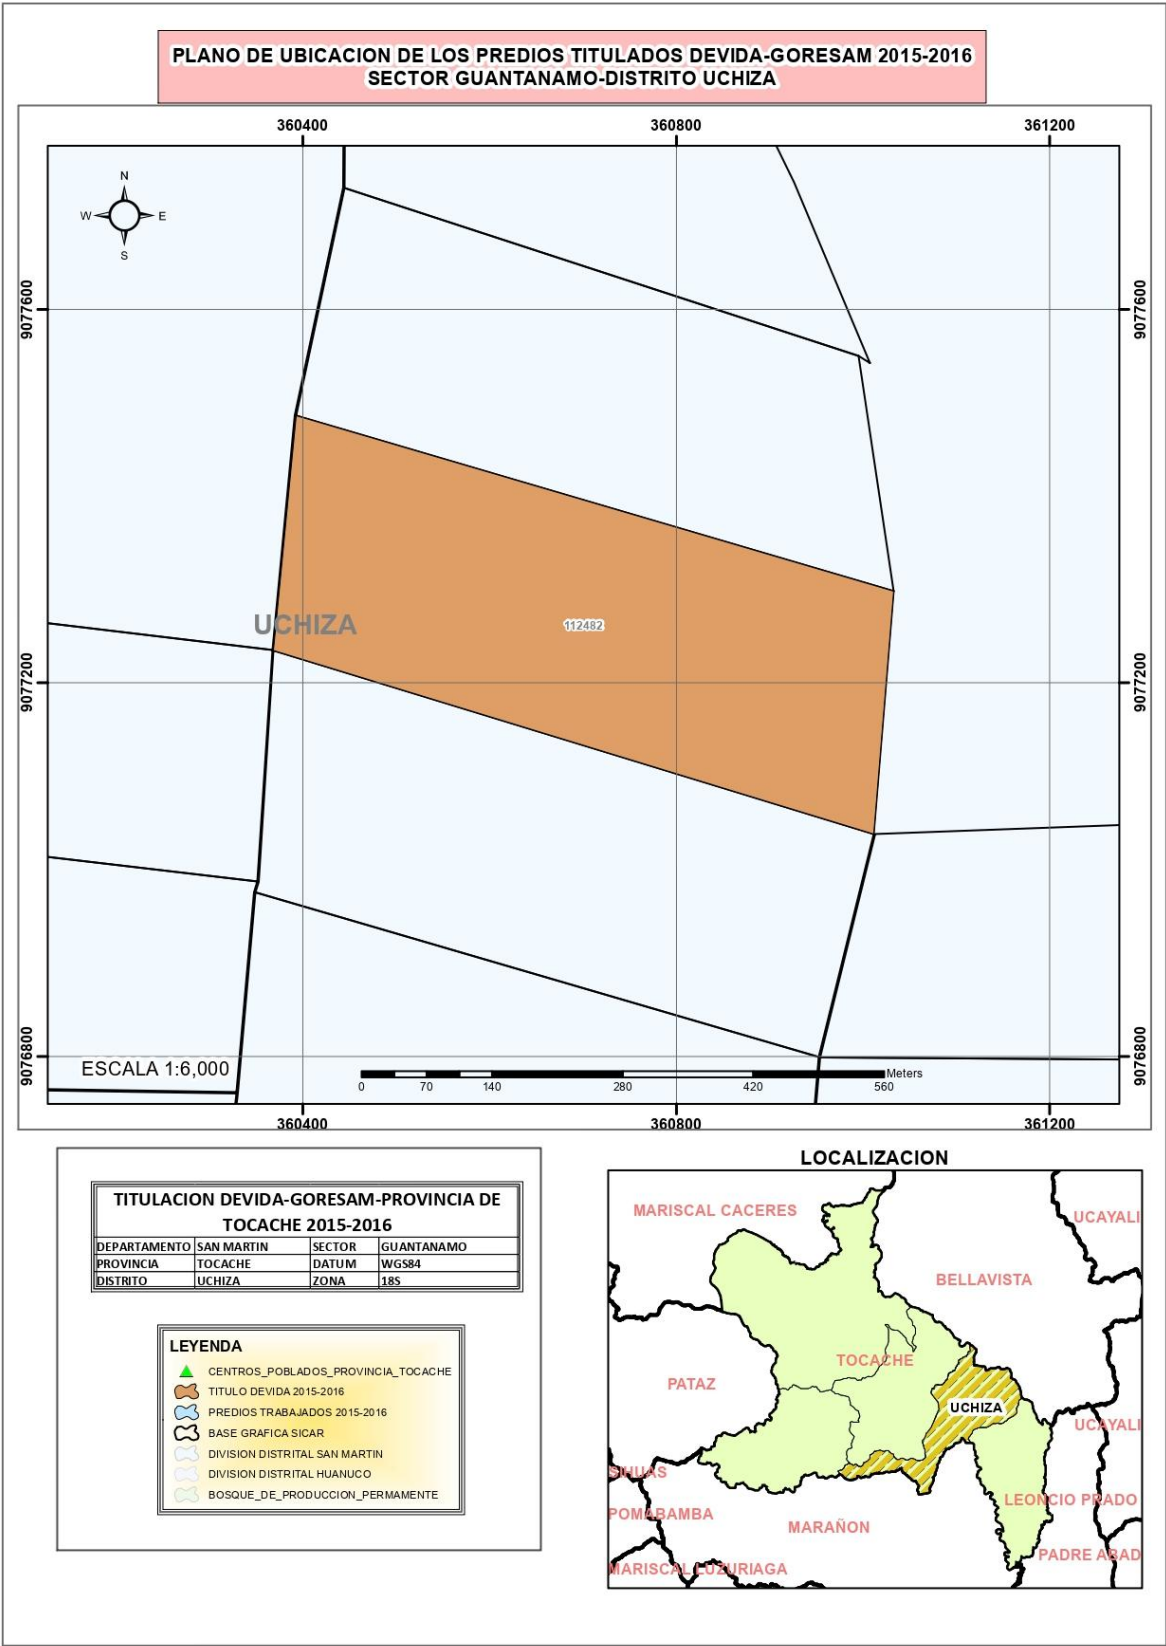 PLANO DE UBICACION DE LOS PREDIOS TITULADOS DEVIDA-GORESAM 2015-2016
SECTOR GUANTANAMO-DISTRITO UCHIZA
360400 360800 361200
N
W E
S
9077600 9077600
UCHIZA
112482
9077200 9077200
9076800 9076800
ESCALA 1:6,000
Meters
0 70 140 280 420 560
360400 360800 361200
TITULACION DEVIDA-GORESAM-PROVINCIA DE
TOCACHE 2015-2016
DEPARTAMENTO SAN MARTIN SECTOR GUANTANAMO
PROVINCIA TOCACHE DATUM WGS84
DISTRITO UCHIZA ZONA 18S
LEYENDA
CENTROS_POBLADOS_PROVINCIA_TOCACHE
TITULO DEVIDA 2015-2016
PREDIOS TRABAJADOS 2015-2016
BASE GRAFICA SICAR
DIVISION DISTRITAL SAN MARTIN
DIVISION DISTRITAL HUANUCO
BOSQUE_DE_PRODUCCION_PERMAMENTE
LOCALIZACION
MARISCAL CACERES
UCAYALI
BELLAVISTA
TOCACHE
PATAZ
UCHIZA
UCAYALI
SIHUAS
LEONCIO PRADO
POMABAMBA
MARAÑON
PADRE ABAD
MARISCAL LUZURIAGA